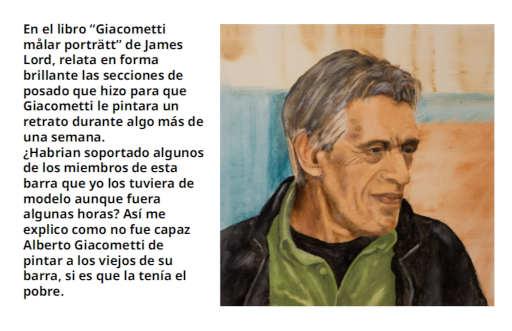 En el libro “Giacometti
målar porträtt” de James
Lord, relata en forma
brillante las secciones de
posado que hizo para que
Giacometti le pintara un
retrato durante algo más de
una semana.
¿Habrian soportado algunos
de los miembros de esta
barra que yo los tuviera de
modelo aunque fuera
algunas horas? Así me
explico como no fue capaz
Alberto Giacometti de
pintar a los viejos de su
barra, si es que la tenía el
pobre.